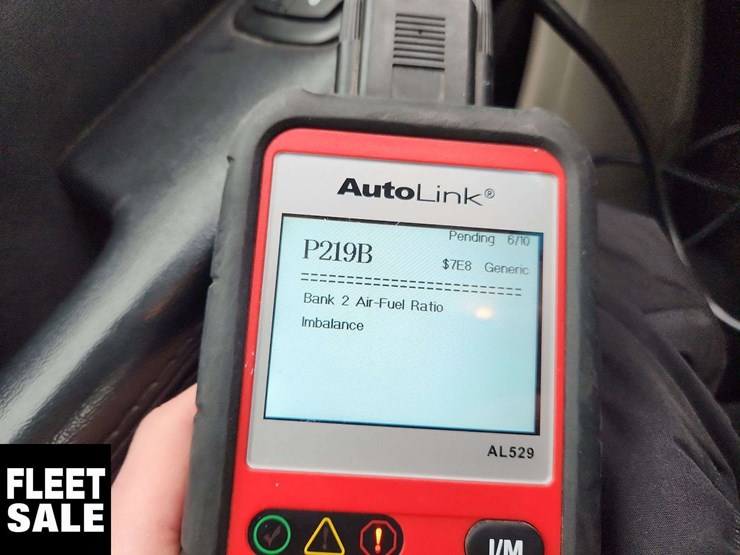 AutoLink®
Pending 6/10
P219B
$7E8 Generic
==============================
Bank 2 Air-Fuel Ratio
Imbalance
AL529
I/M
FLEET
SALE